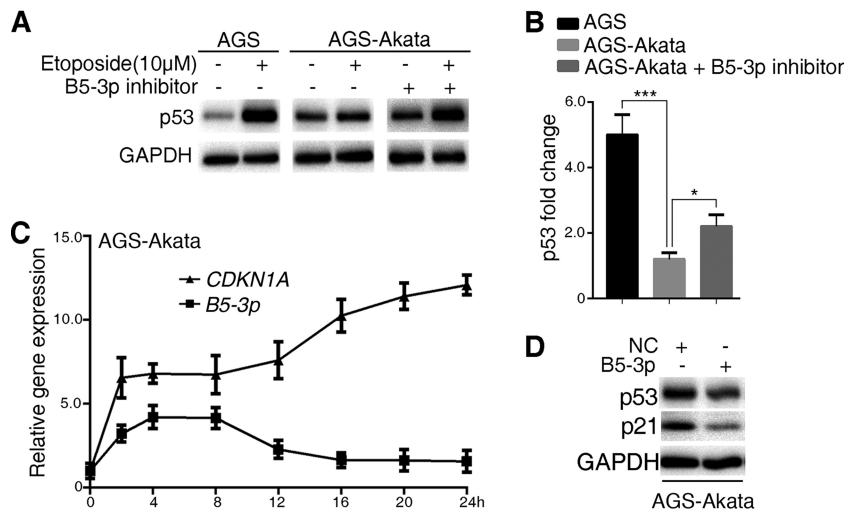 A
AGS
AGS-Akata
Etoposide(10μM) - + - + - +
B5-3p inhibitor - - - - + +
p53
GAPDH
B
AGS
AGS-Akata
AGS-Akata + B5-3p inhibitor
6.0
4.0
2.0
0
p53 fold change
***
*
C
AGS-Akata
15.0
10.0
5.0
0
Relative gene expression
CDKN1A
B5-3p
0 4 8 12 16 20 24h
D
NC + -
B5-3p - +
p53
p21
GAPDH
AGS-Akata